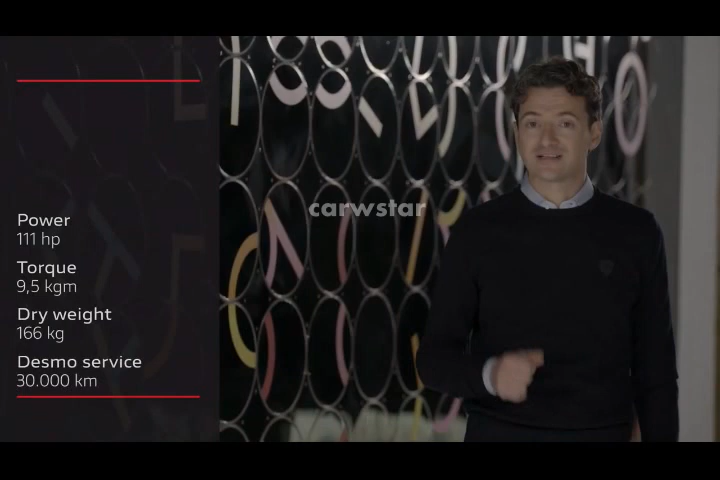 Power
111 hp
Torque
9,5 kgm
Dry weight
166 kg
Desmo service
30.000 km
carwstar